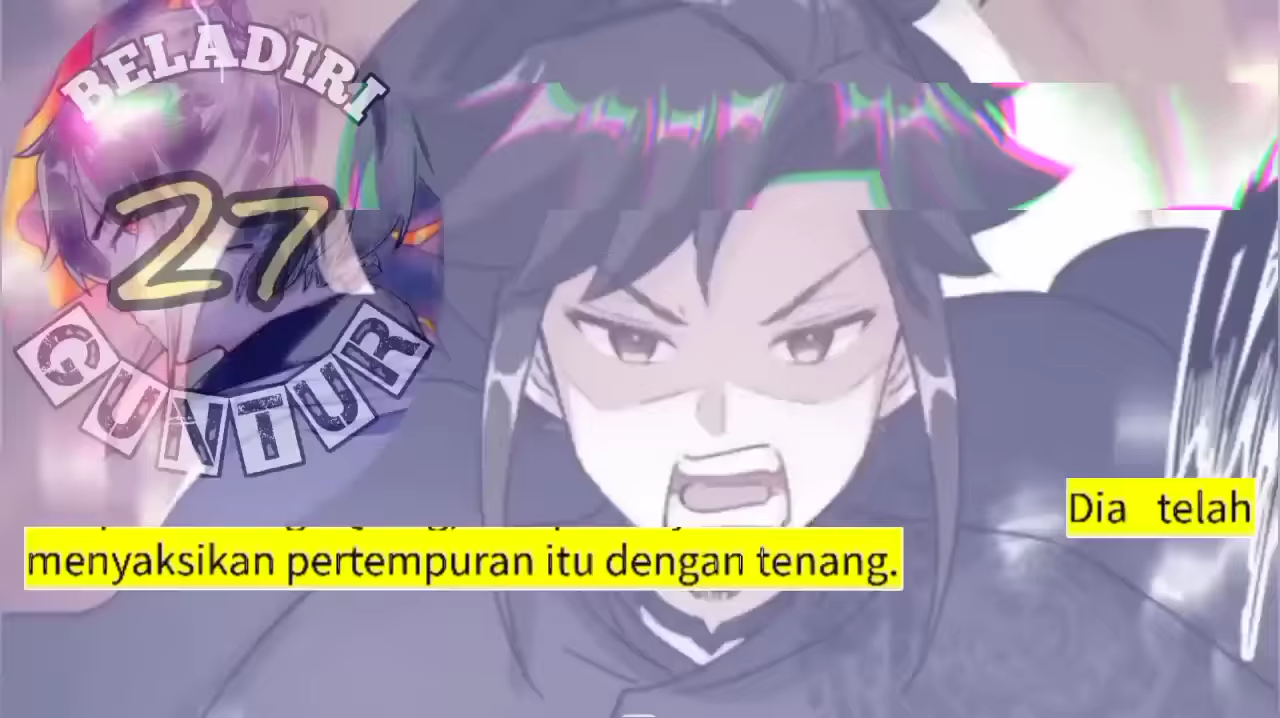 BELADIRI
27
GUNTUR
Dia telah
menyaksikan pertempuran itu dengan tenang.